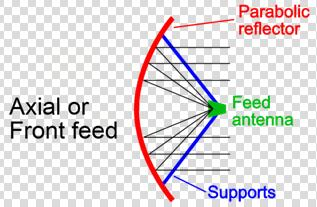 Parabolic
reflector
Axial or
Front feed
Feed
antenna
Supports